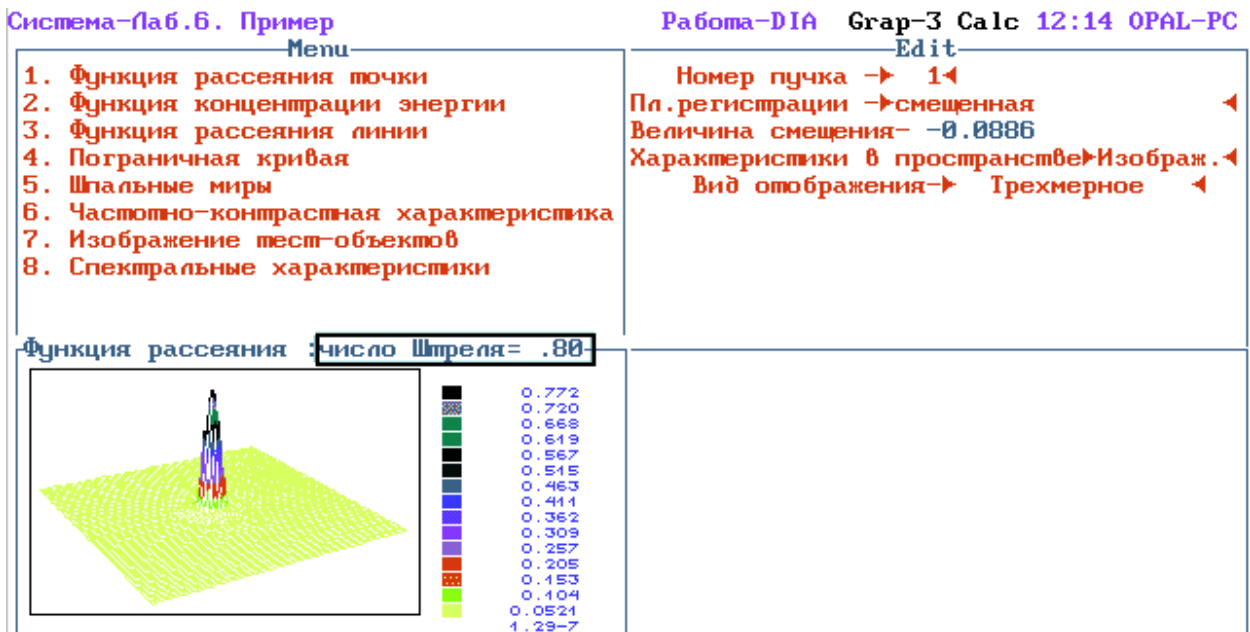 Система-Лаб.6. Пример Работа-DIA Grap-3 Calc 12:14 OPAL-PC
Menu
1. Функция рассеяния точки
2. Функция концентрации энергии
3. Функция рассеяния линии
4. Пограничная кривая
5. Шпальные миры
6. Частотно-контрастная характеристика
7. Изображение тест-объектов
8. Спектральные характеристики
Edit
Номер пучка -> 1
Пл.регистрации ->смещенная
Величина смещения- -0.0886
Характеристики в пространстве Изображ.
Вид отображения-> Трехмерное
Функция рассеяния :число Штреля= .80
0.772
0.720
0.668
0.619
0.567
0.515
0.463
0.411
0.362
0.309
0.257
0.205
0.153
0.104
0.0521
1.29-7